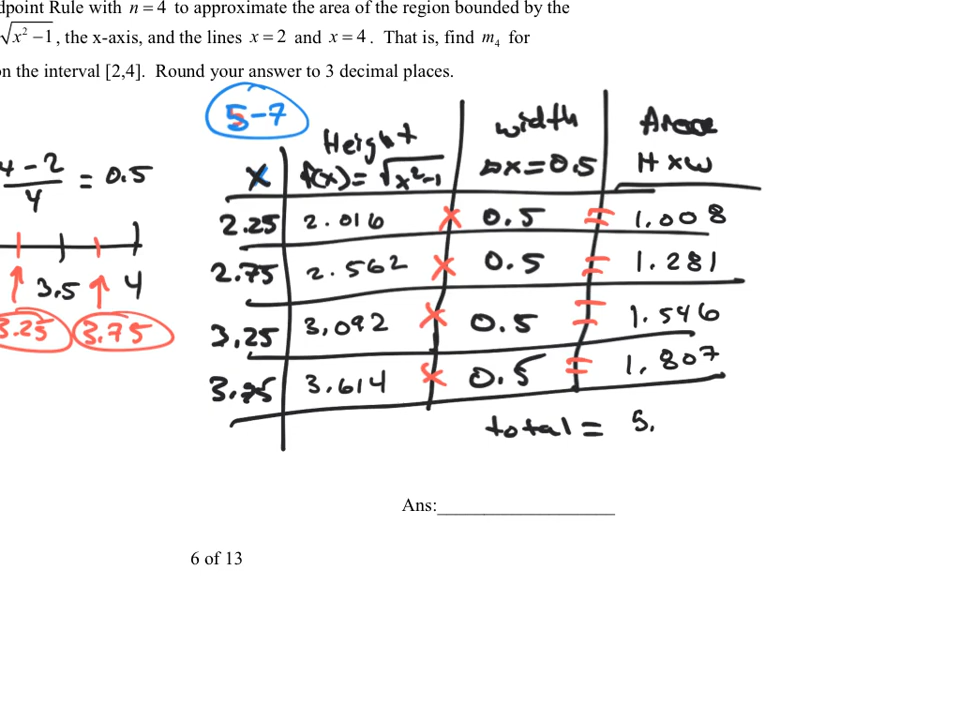 dpoint Rule with n = 4 to approximate the area of the region bounded by the
√x² − 1, the x-axis, and the lines x = 2 and x = 4. That is, find m₄ for
on the interval [2,4]. Round your answer to 3 decimal places.
5-7
4-2/4 = 0.5
3.5 4
3.25 3.75
Height width Area
x f(x)=√x²-1 Δx=0.5 H x W
2.25 2.016 × 0.5 = 1.008
2.75 2.562 × 0.5 = 1.281
3.25 3.092 × 0.5 = 1.546
3.75 3.614 × 0.5 = 1.807
total = 5.
Ans:
6 of 13